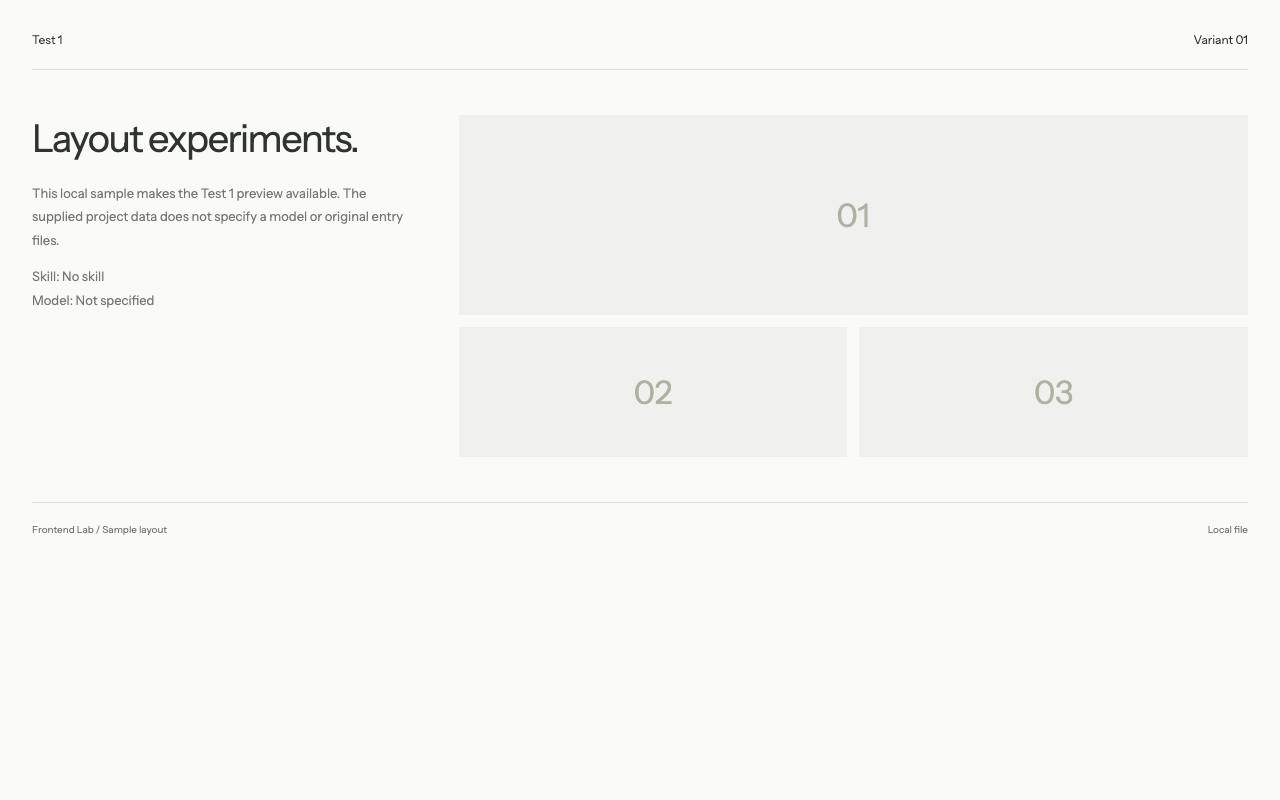 Test 1
Variant 01
Layout experiments.
This local sample makes the Test 1 preview available. The
supplied project data does not specify a model or original entry
files.
Skill: No skill
Model: Not specified
01
02
03
Frontend Lab / Sample layout
Local file